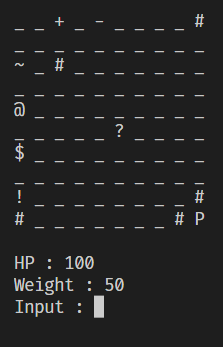 _ _ + _ - _ _ _ _ #
_ _ _ _ _ _ _ _ _ _
~ _ # _ _ _ _ _ _ _
_ _ _ _ _ _ _ _ _ _
@ _ _ _ _ _ _ _ _ _
_ _ _ _ _ ? _ _ _ _
$ _ _ _ _ _ _ _ _ _
_ _ _ _ _ _ _ _ _ _
! _ _ _ _ _ _ _ _ #
# _ _ _ _ _ _ _ # P
HP : 100
Weight : 50
Input :